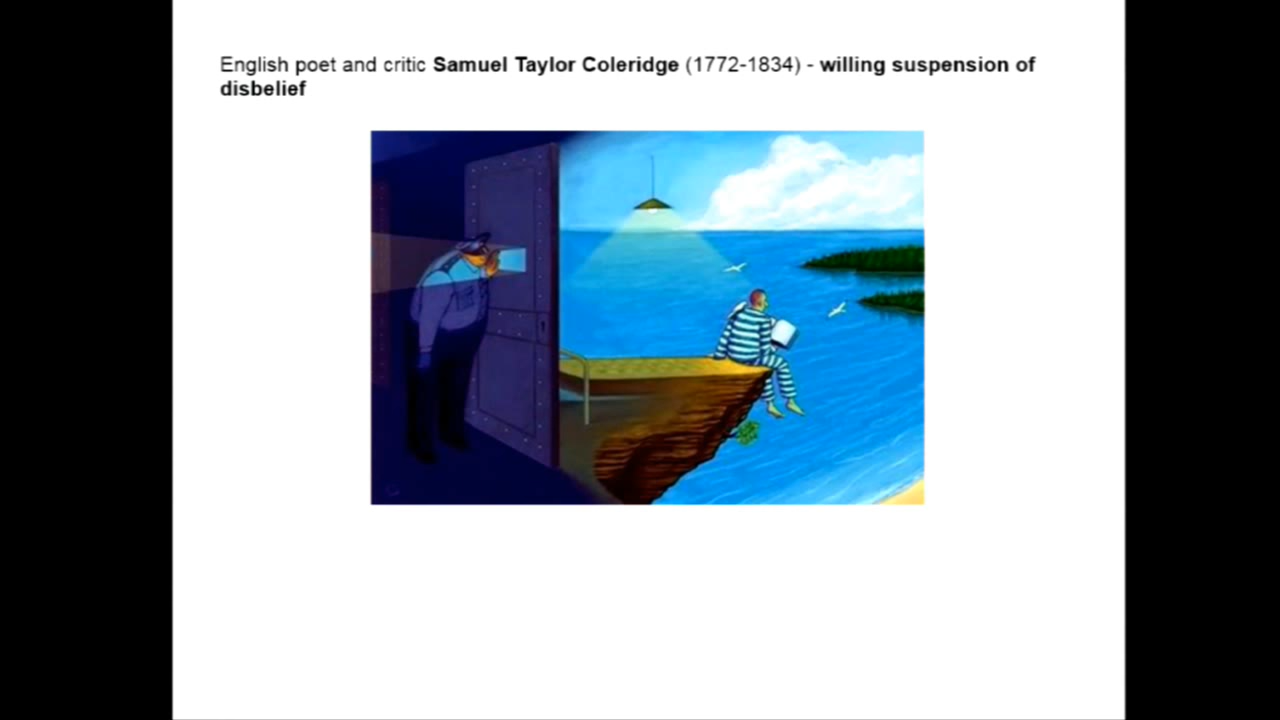 English poet and critic Samuel Taylor Coleridge (1772-1834) - willing suspension of
disbelief